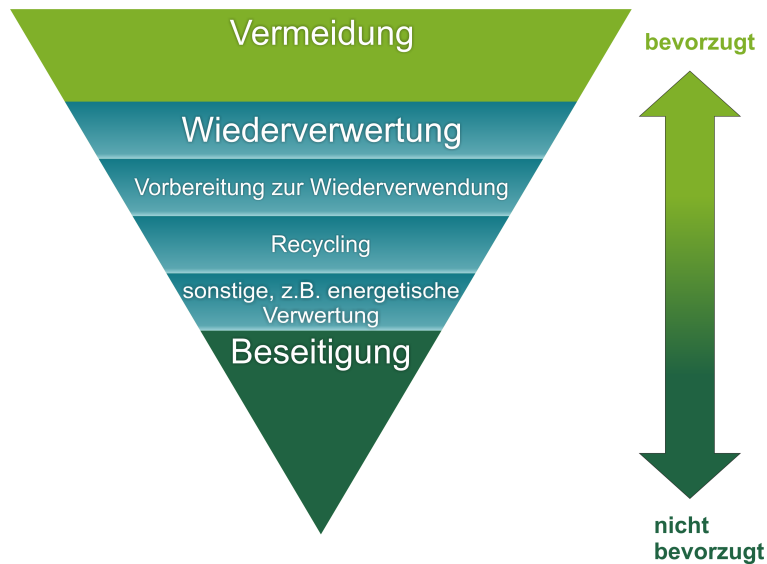 Vermeidung
bevorzugt
Wiederverwertung
Vorbereitung zur Wiederverwendung
Recycling
sonstige, z.B. energetische
Verwertung
Beseitigung
nicht
bevorzugt